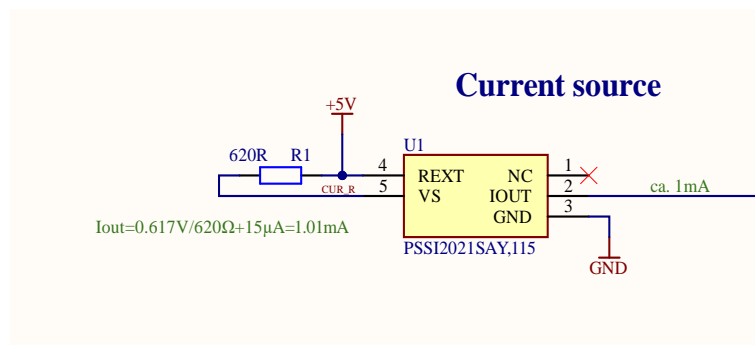 Current source
+5V
620R R1
U1
4
5
CUR_R
REXT
VS
NC
IOUT
GND
1
2
3
ca. 1mA
Iout=0.617V/620Ω+15µA=1.01mA
PSSI2021SAY,115
GND